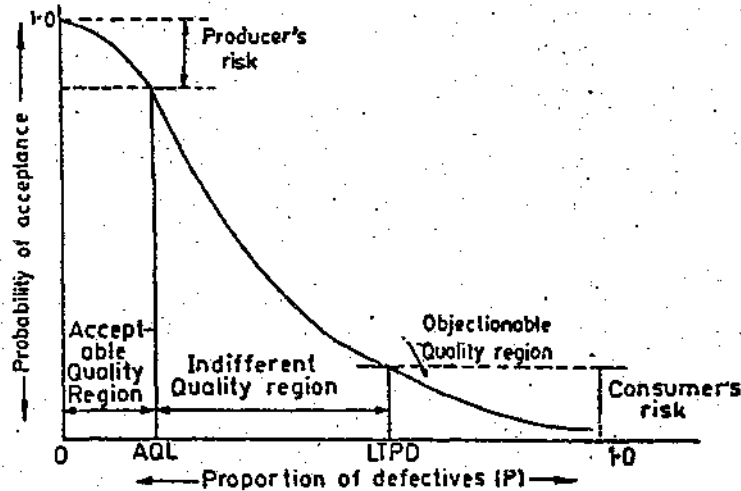 1·0
Producer's
risk
Probability of acceptance
Accept-
able
Quality
Region
Indifferent
Quality region
Objectionable
Quality region
Consumer's
risk
0
AQL
LTPD
1·0
Proportion of defectives (P)